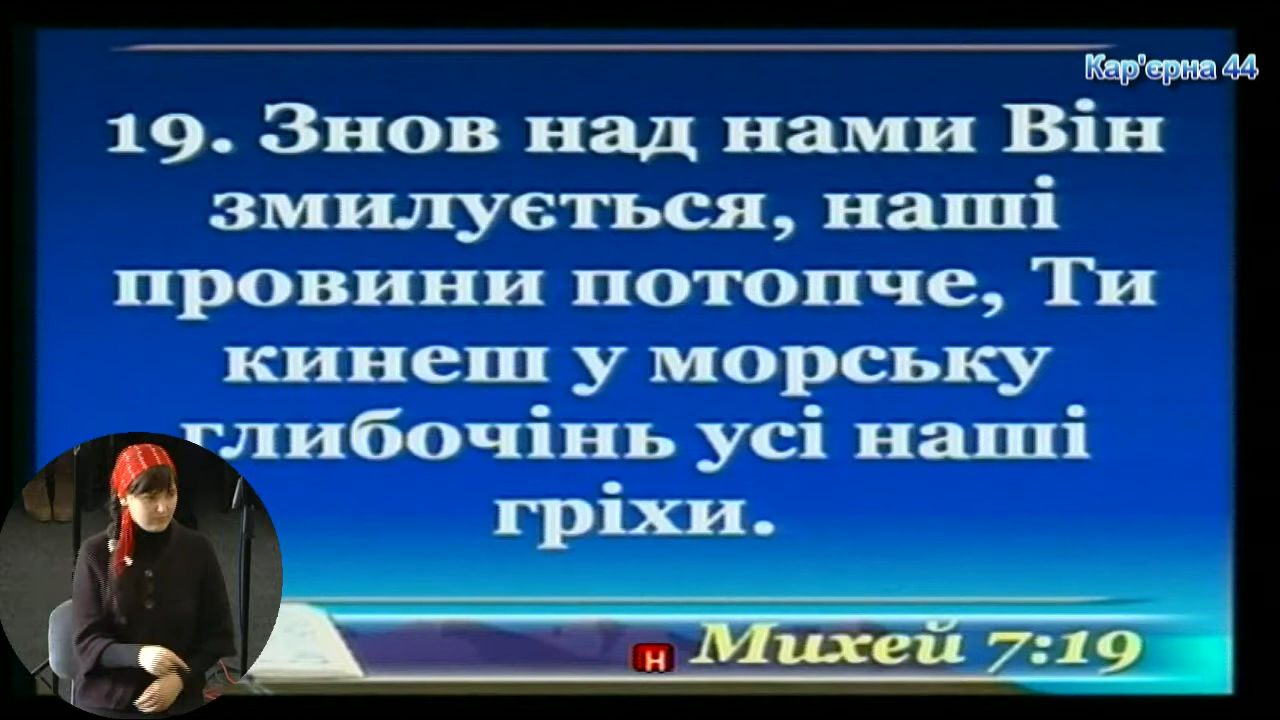 Кар'єрна 44
19. Знов над нами Він
змилується, наші
провини потопче, Ти
кинеш у морську
глибочінь усі наші
гріхи.
Н
Михей 7:19